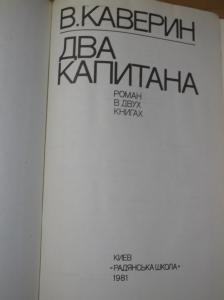 В. КАВЕРИН
ДВА
КАПИТАНА
РОМАН
В ДВУХ
КНИГАХ
КИЕВ
«РАДЯНСЬКА ШКОЛА»
1981